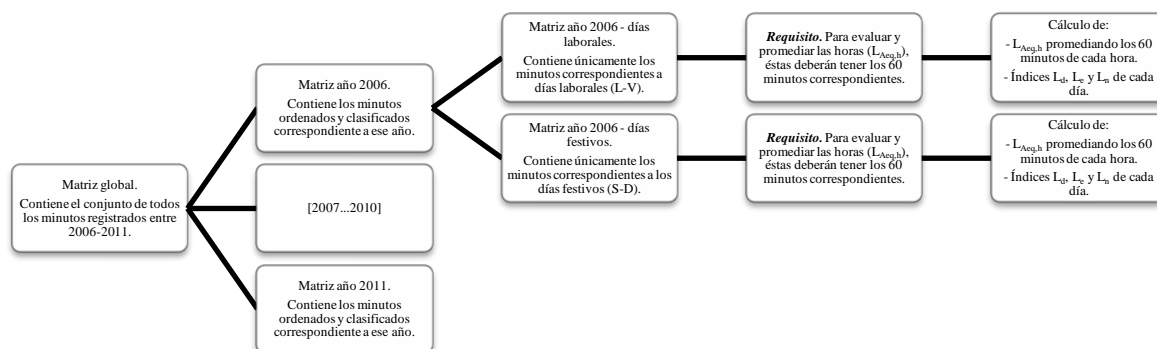 Matriz global.
Contiene el conjunto de todos
los minutos registrados entre
2006-2011.
Matriz año 2006.
Contiene los minutos
ordenados y clasificados
correspondiente a ese año.
[2007...2010]
Matriz año 2011.
Contiene los minutos
ordenados y clasificados
correspondiente a ese año.
Matriz año 2006 - días
laborales.
Contiene únicamente los
minutos correspondientes a
días laborales (L-V).
Requisito. Para evaluar y
promediar las horas (LAeq,h),
éstas deberán tener los 60
minutos correspondientes.
Cálculo de:
- LAeq,h promediando los 60
minutos de cada hora.
- Índices Ld, Le y Ln de cada
día.
Matriz año 2006 - días
festivos.
Contiene únicamente los
minutos correspondientes a los
días festivos (S-D).
Requisito. Para evaluar y
promediar las horas (LAeq,h),
éstas deberán tener los 60
minutos correspondientes.
Cálculo de:
- LAeq,h promediando los 60
minutos de cada hora.
- Índices Ld, Le y Ln de cada
día.